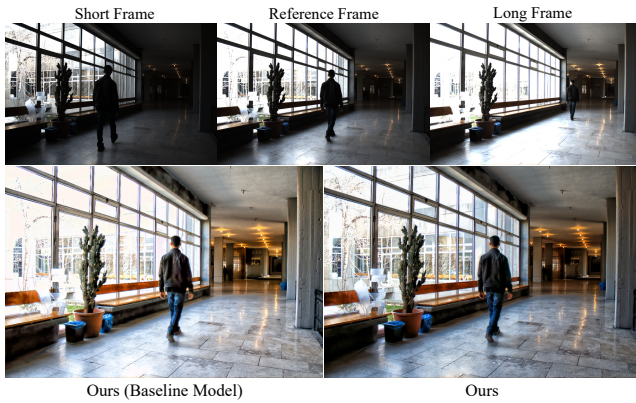 Short Frame
Reference Frame
Long Frame
Ours (Baseline Model)
Ours